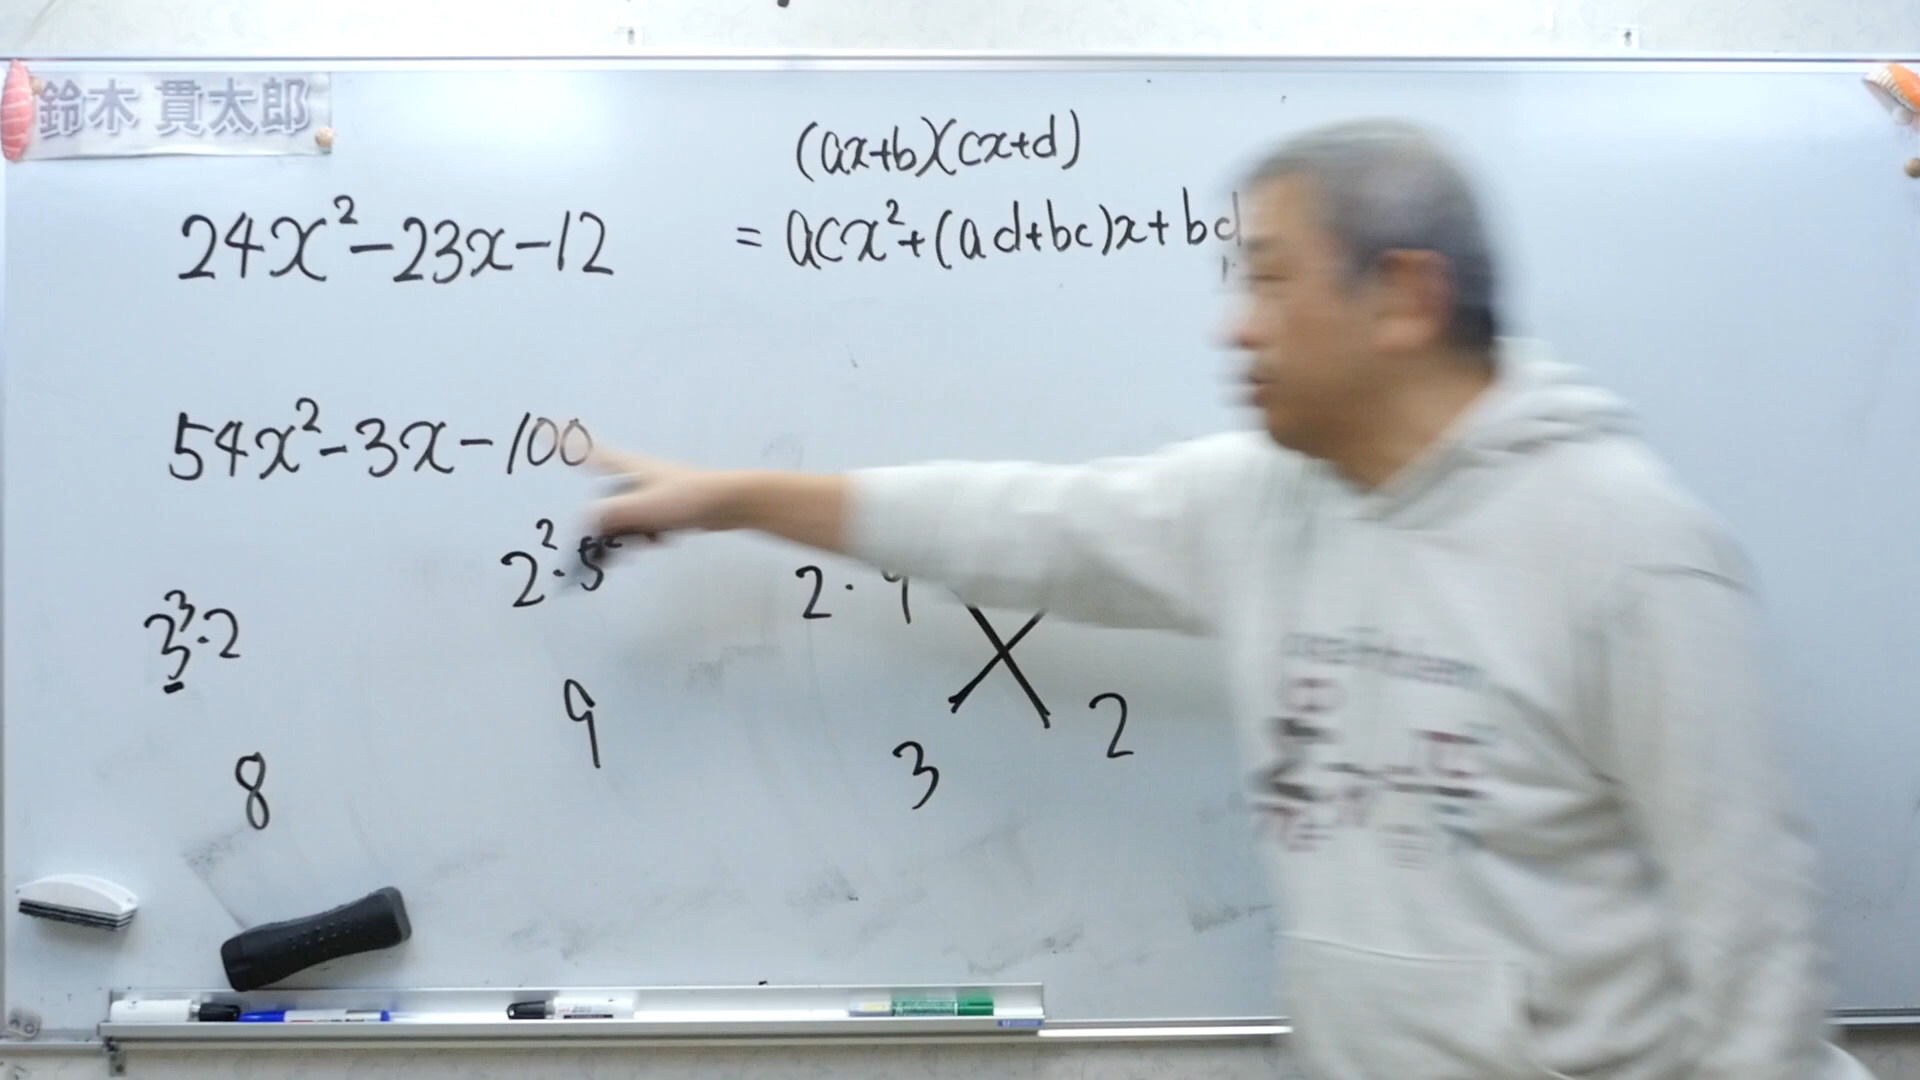 鈴木 貫太郎
(ax+b)(cx+d)
24x²-23x-12
= acx²+(ad+bc)x+bd
54x²-3x-100
2²·5²
3³·2
2·9
9
2
8
3